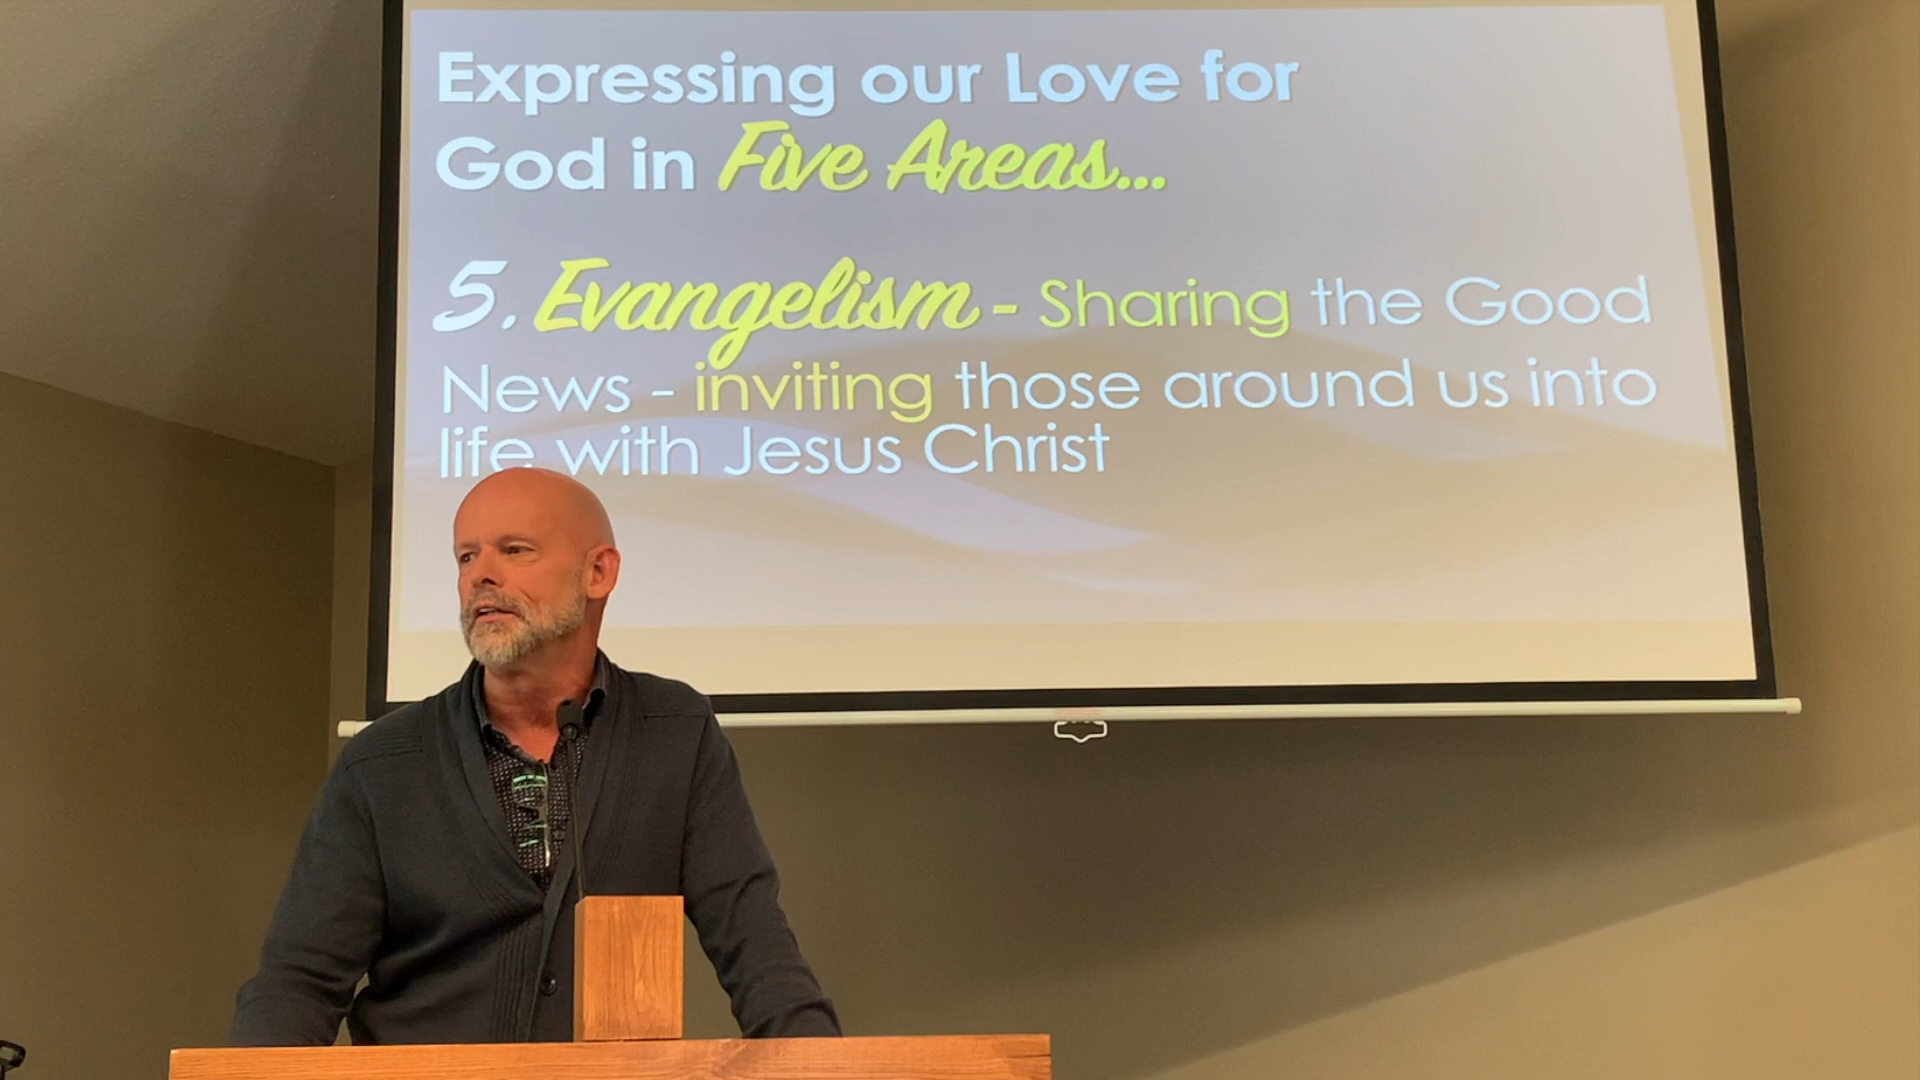 Expressing our Love for
God in Five Areas...
5. Evangelism - Sharing the Good
News - inviting those around us into
life with Jesus Christ